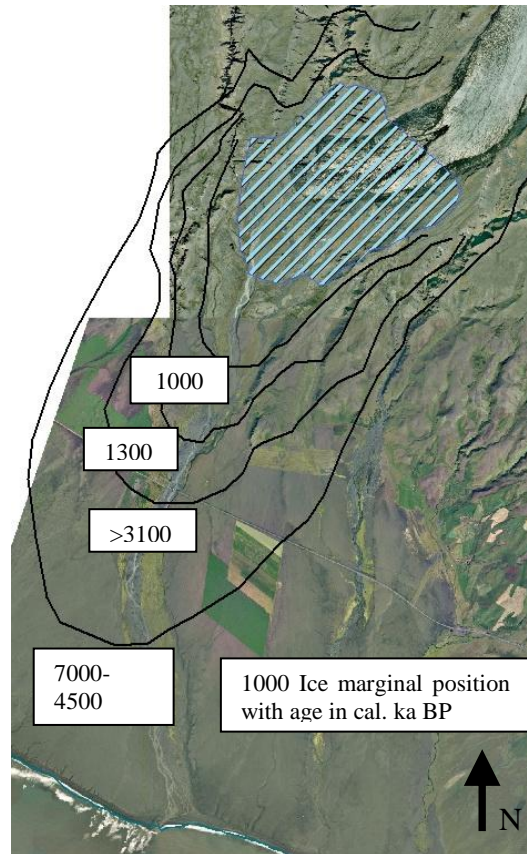 1000
1300
>3100
7000-
4500
1000 Ice marginal position
with age in cal. ka BP
N